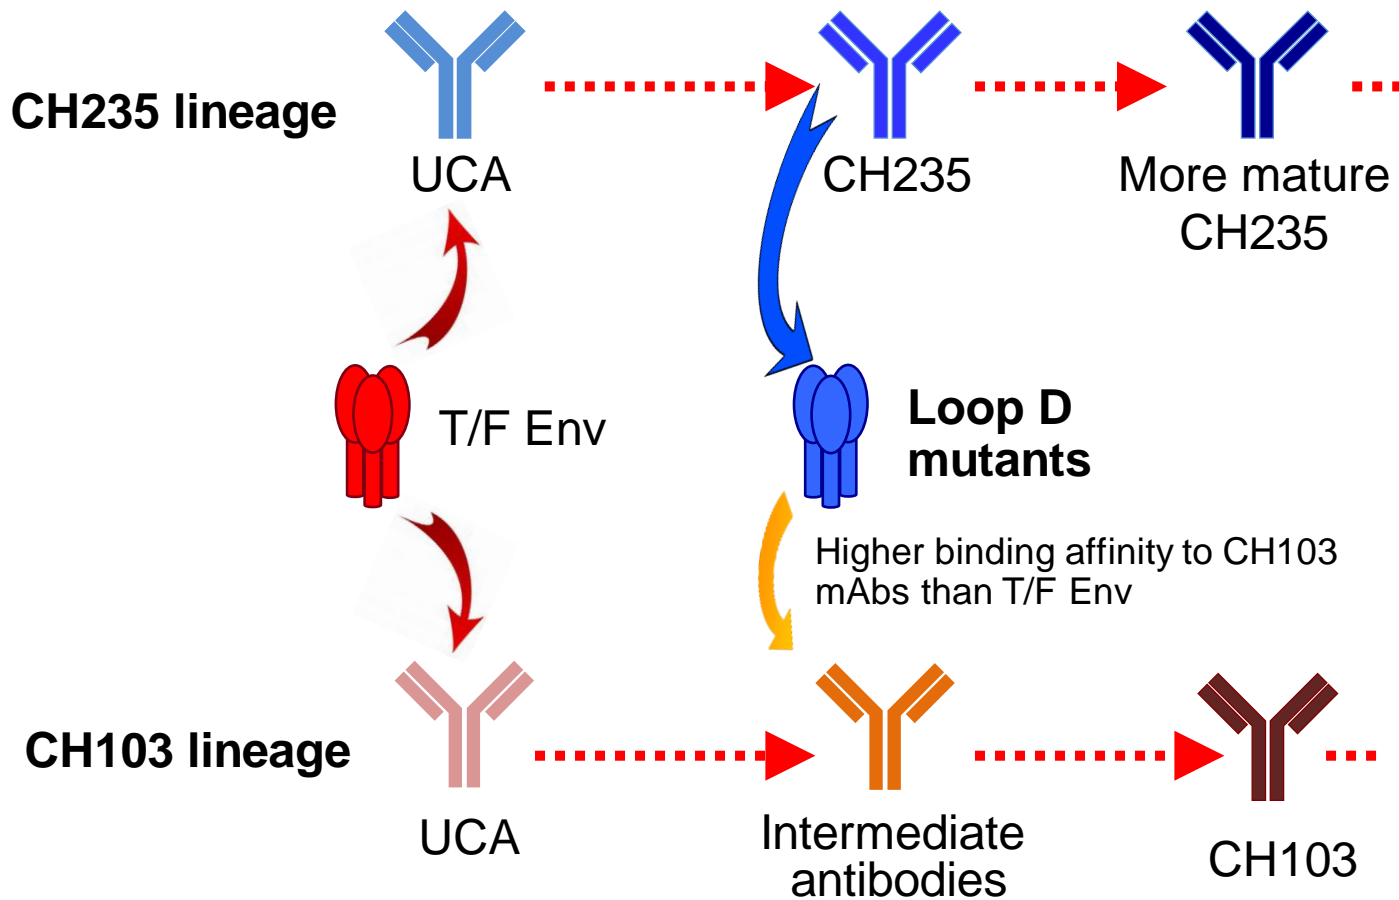 CH235 lineage
UCA
CH235
More mature
CH235
T/F Env
Loop D
mutants
Higher binding affinity to CH103
mAbs than T/F Env
CH103 lineage
UCA
Intermediate
antibodies
CH103